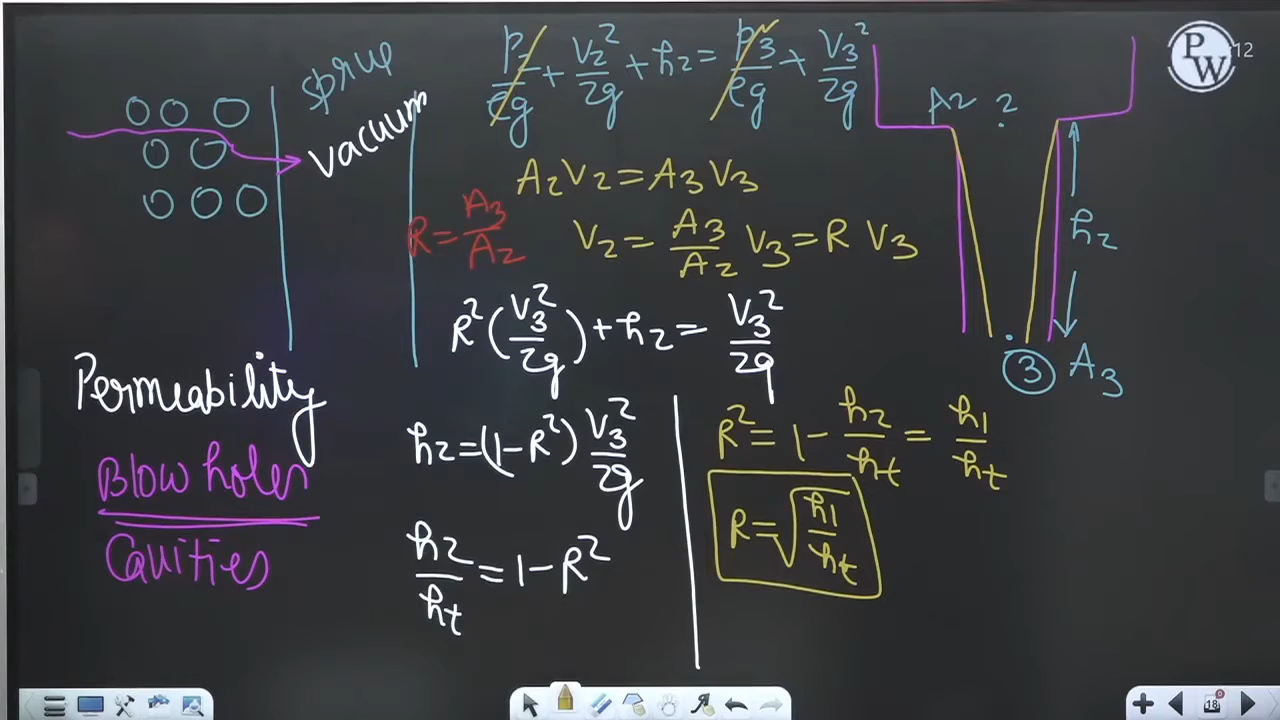 P
W
12
sprue
vacuum
p₂/ρg + V₂²/2g + h₂ = p₃/ρg + V₃²/2g
A₂ ?
A₂V₂ = A₃V₃
R = A₃/A₂
V₂ = A₃/A₂ V₃ = R V₃
h₂
R²(V₃²/2g) + h₂ = V₃²/2g
③ A₃
Permeability
Blow holes
Cavities
h₂ = (1-R²) V₃²/2g
h₂/hₜ = 1-R²
R² = 1 - h₂/hₜ = h₁/hₜ
R = √(h₁/hₜ)
18